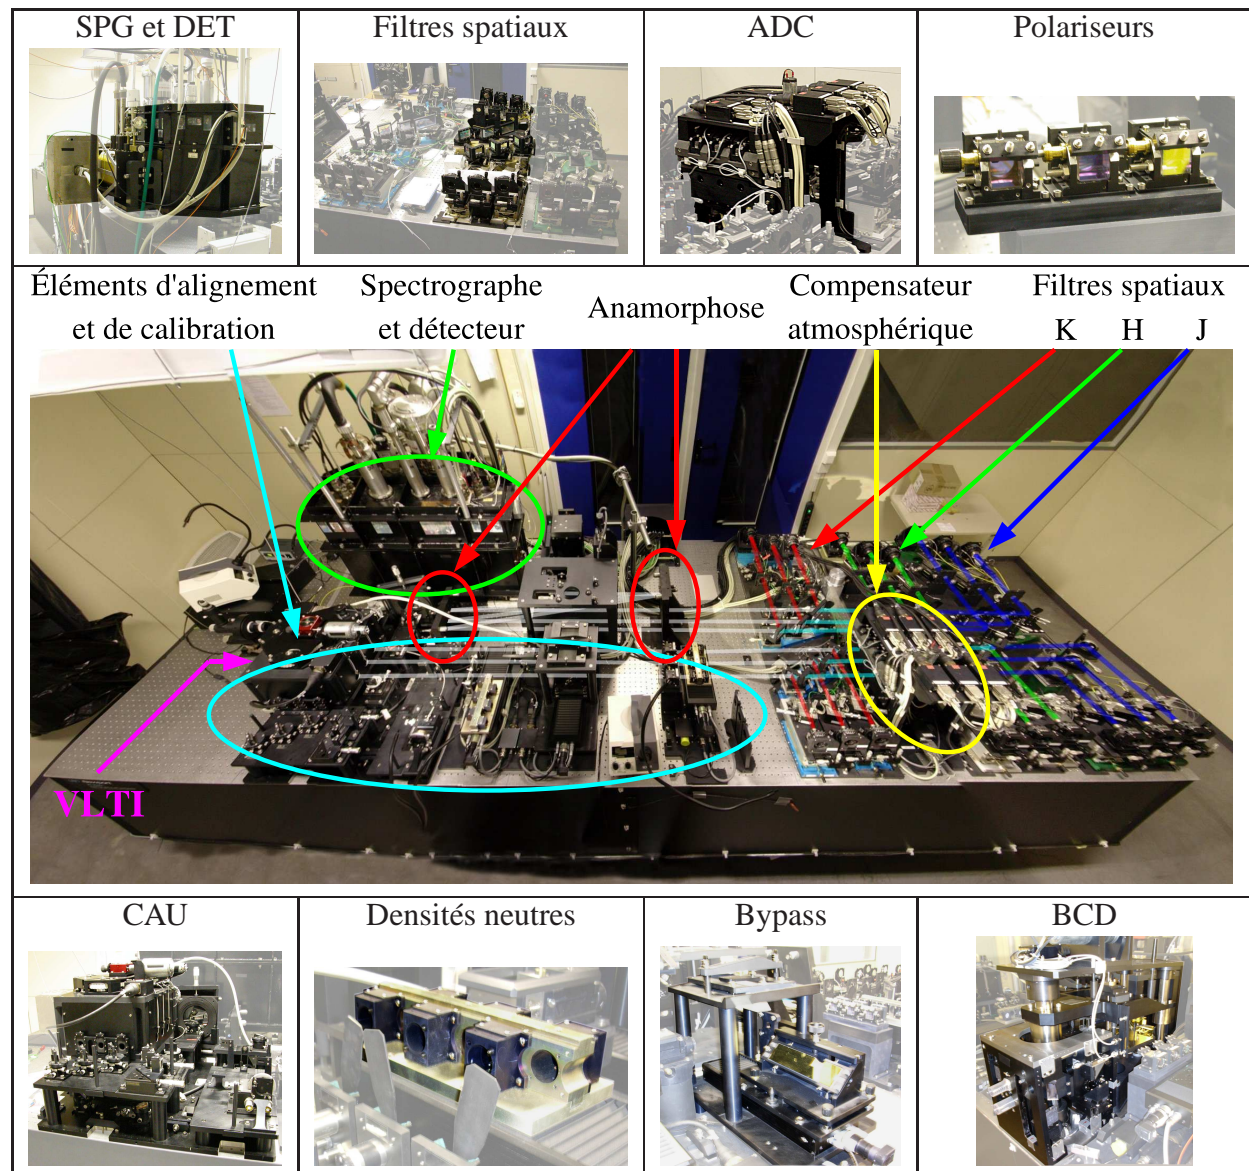 SPG et DET
Filtres spatiaux
ADC
Polariseurs
Éléments d'alignement
et de calibration
Spectrographe
et détecteur
Anamorphose
Compensateur
atmosphérique
Filtres spatiaux
K H J
VLTI
CAU
Densités neutres
Bypass
BCD